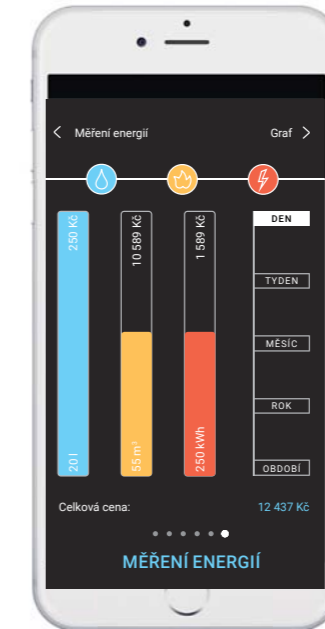 Měření energií
Graf
250 Kč
10 589 Kč
1 589 Kč
20 l
55 m³
250 kWh
DEN
TYDEN
MĚSÍC
ROK
OBDOBÍ
Celková cena:
12 437 Kč
MĚŘENÍ ENERGIÍ